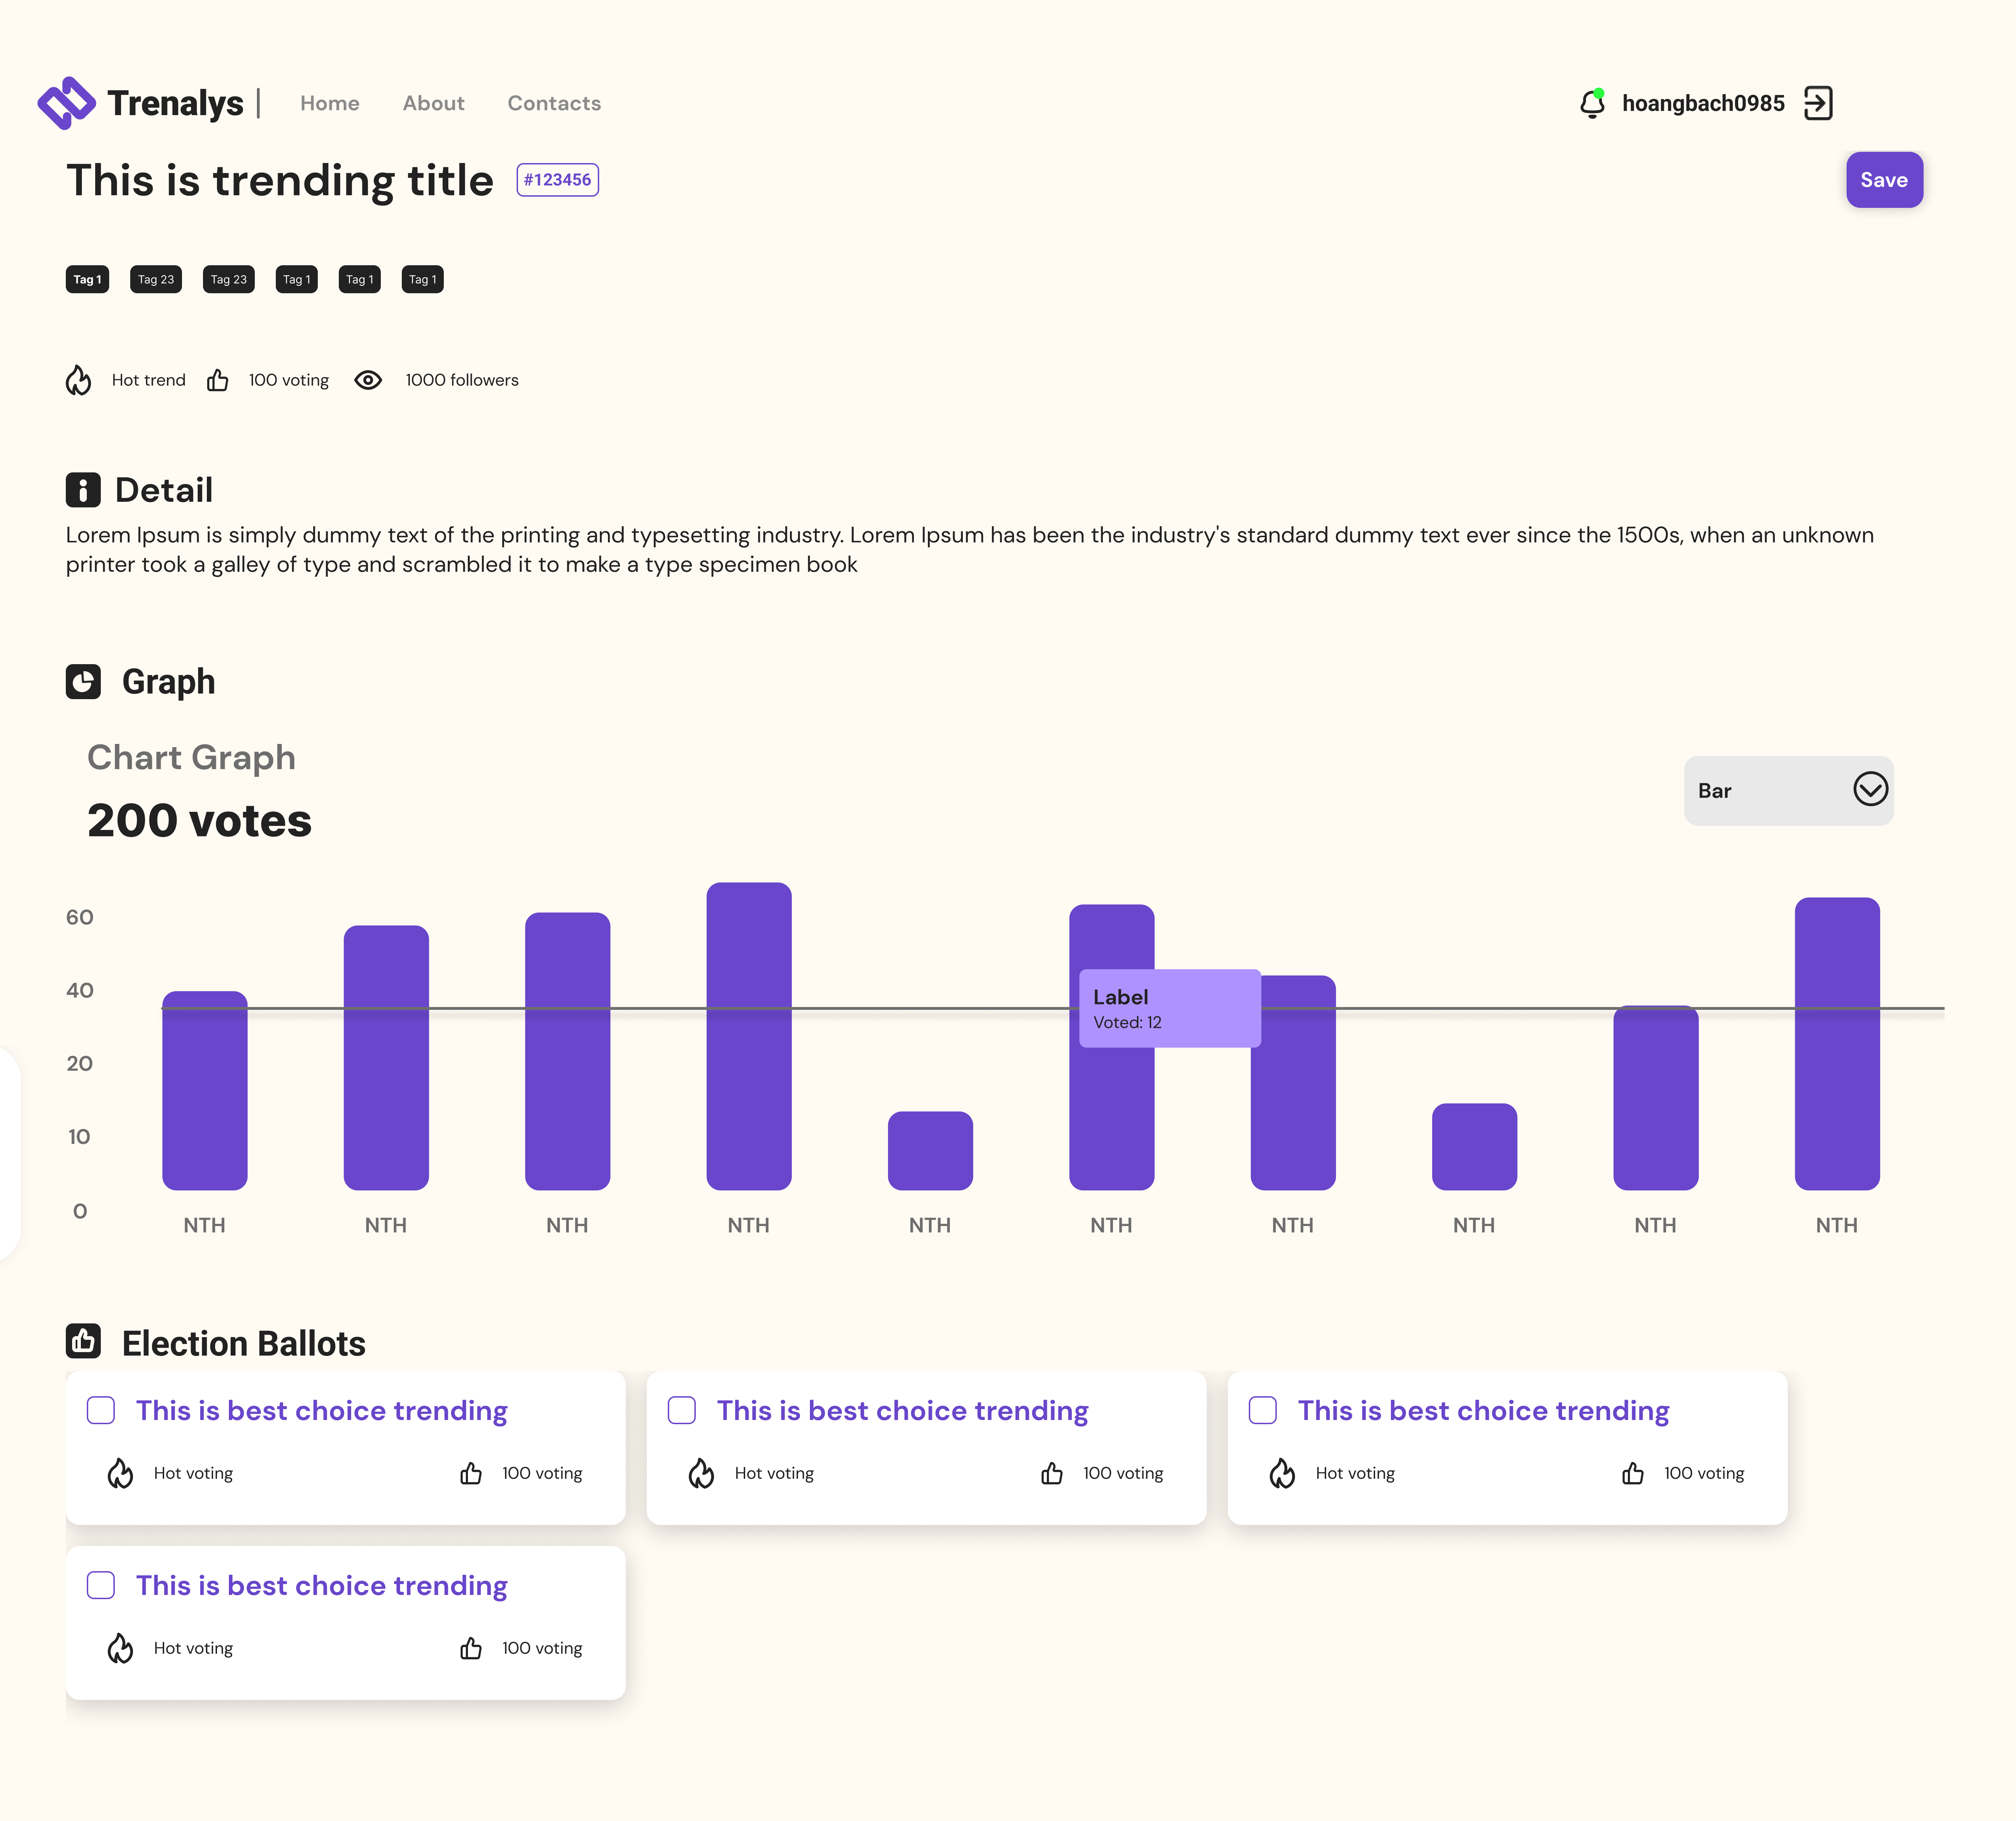 Trenalys
Home About Contacts
hoangbach0985
This is trending title #123456
Save
Tag 1 Tag 23 Tag 23 Tag 1 Tag 1 Tag 1
Hot trend 100 voting 1000 followers
Detail
Lorem Ipsum is simply dummy text of the printing and typesetting industry. Lorem Ipsum has been the industry's standard dummy text ever since the 1500s, when an unknown
printer took a galley of type and scrambled it to make a type specimen book
Graph
Chart Graph
200 votes
Bar
60
40
20
10
0
Label
Voted: 12
NTH NTH NTH NTH NTH NTH NTH NTH NTH NTH
Election Ballots
This is best choice trending
Hot voting 100 voting
This is best choice trending
Hot voting 100 voting
This is best choice trending
Hot voting 100 voting
This is best choice trending
Hot voting 100 voting